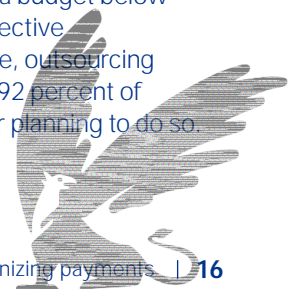 a budget below
ective
e, outsourcing
92 percent of
r planning to do so.
nizing payments | 16